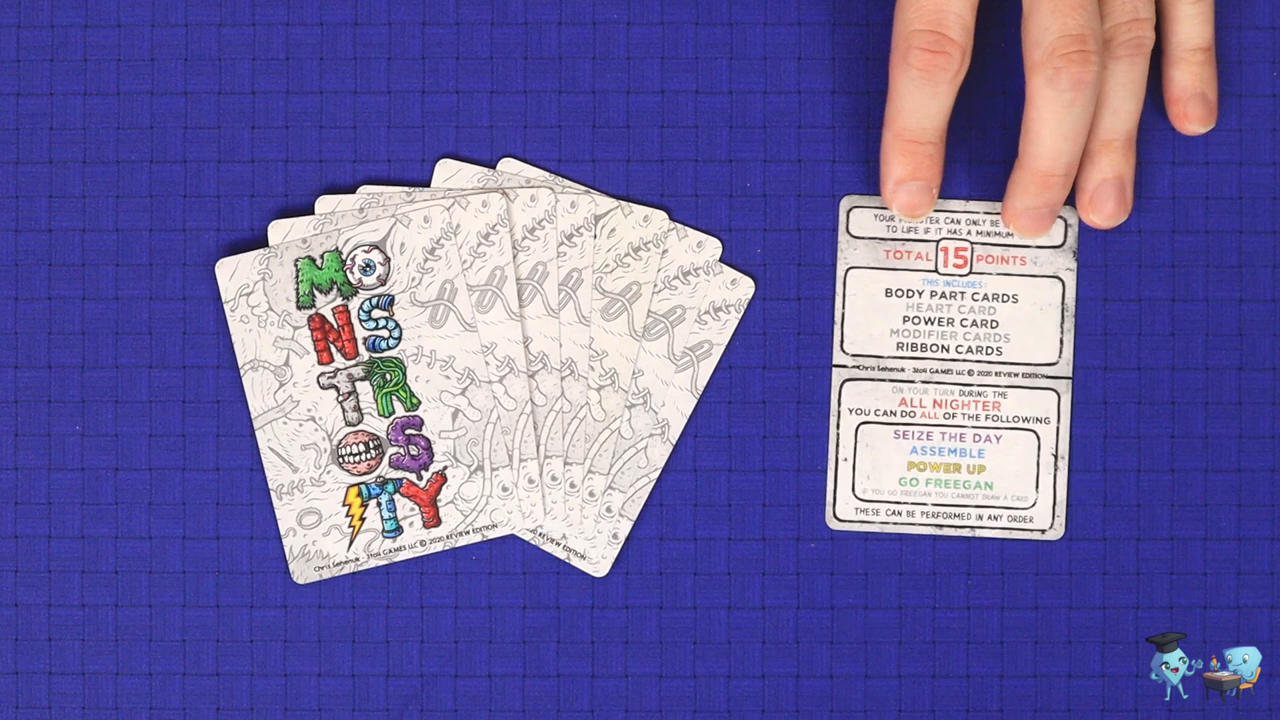 MONSTROSITY
Chris Sehenuk - 3to4 GAMES LLC © 2020 REVIEW EDITION
REVIEW EDITION
YOUR MONSTER CAN ONLY BE
TO LIFE IF IT HAS A MINIMUM
TOTAL 15 POINTS
THIS INCLUDES:
BODY PART CARDS
HEART CARD
POWER CARD
MODIFIER CARDS
RIBBON CARDS
Chris Sehenuk - 3to4 GAMES LLC © 2020 REVIEW EDITION
ON YOUR TURN DURING THE
ALL NIGHTER
YOU CAN DO ALL OF THE FOLLOWING
SEIZE THE DAY
ASSEMBLE
POWER UP
GO FREEGAN
IF YOU GO FREEGAN YOU CANNOT DRAW A CARD
THESE CAN BE PERFORMED IN ANY ORDER